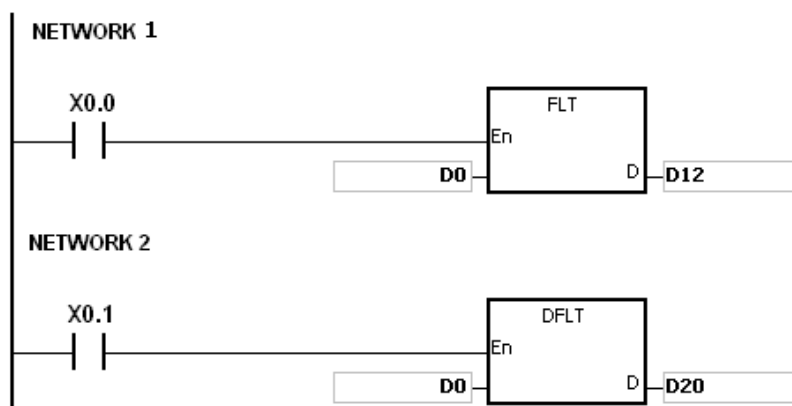 NETWORK 1
X0.0
FLT
En
D0
D
D12
NETWORK 2
X0.1
DFLT
En
D0
D
D20